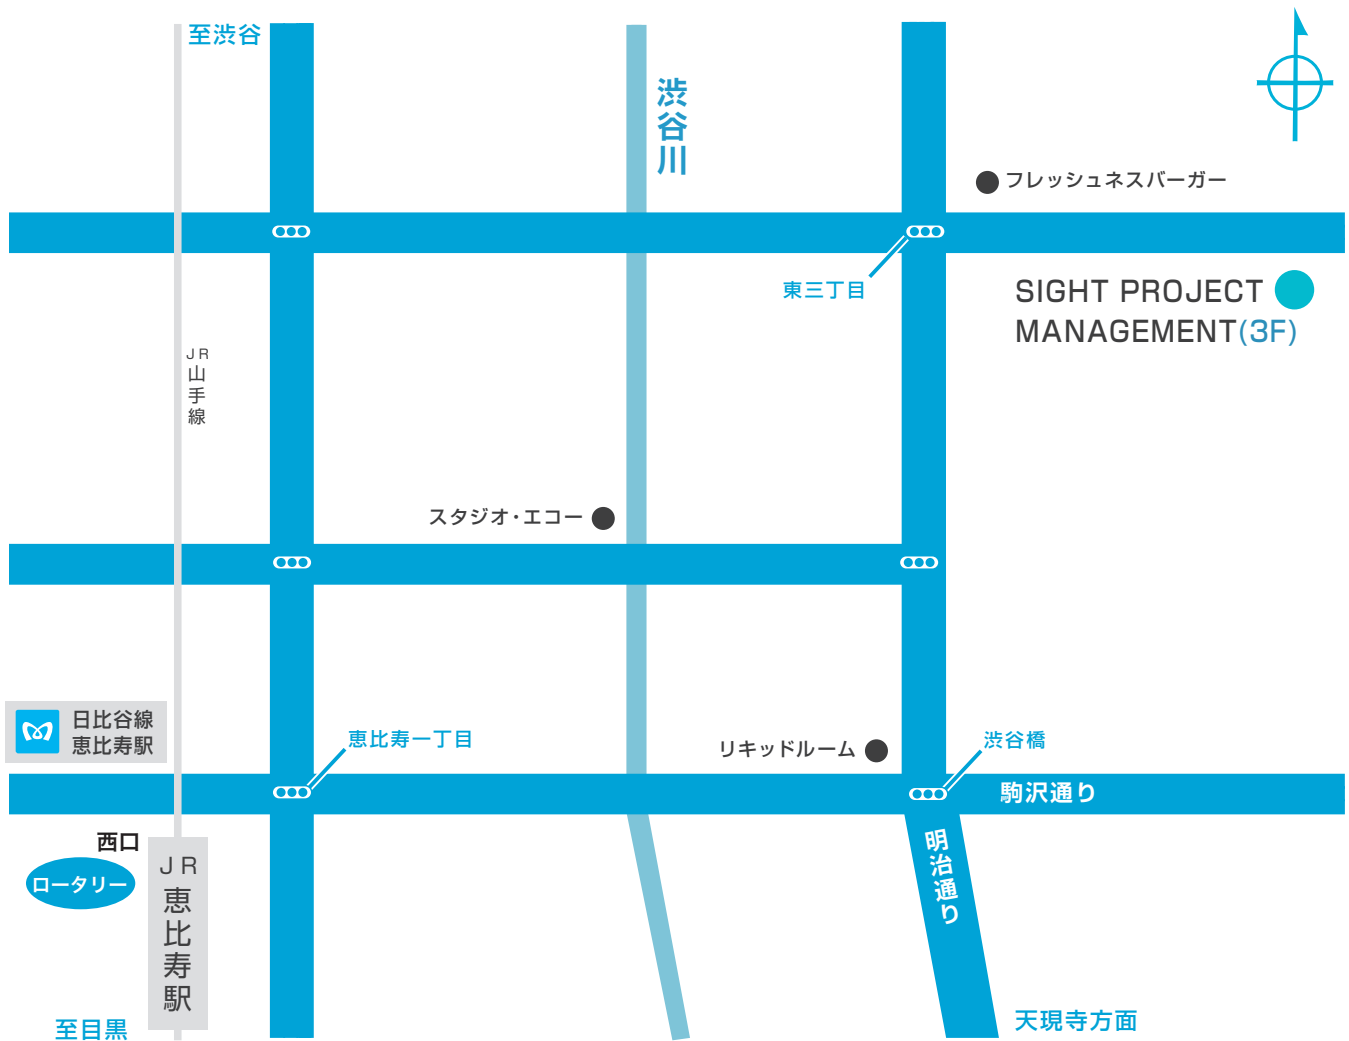 至渋谷
渋谷川
フレッシュネスバーガー
東三丁目
SIGHT PROJECT
MANAGEMENT(3F)
JR山手線
スタジオ・エコー
日比谷線
恵比寿駅
恵比寿一丁目
リキッドルーム
渋谷橋
駒沢通り
西口
ロータリー
JR恵比寿駅
明治通り
至目黒
天現寺方面